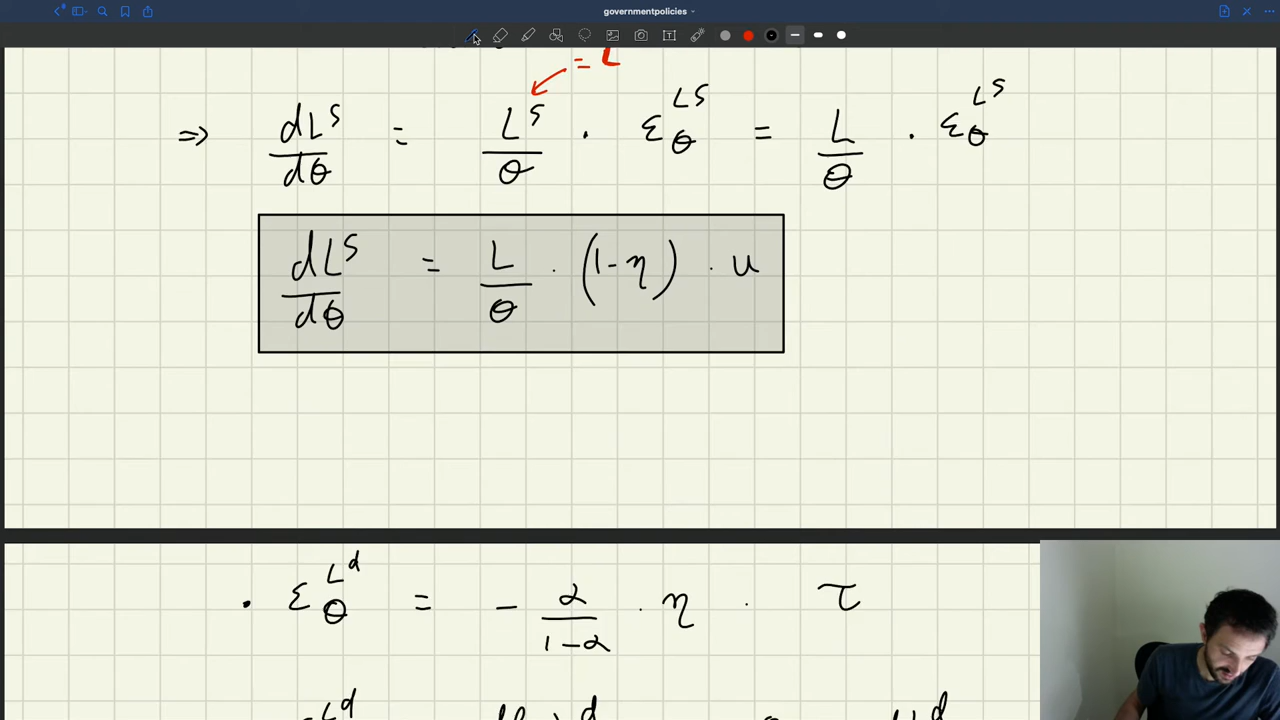 governmentpolicies
= L
⇒ dL^s/dθ = L^s/θ · ε_θ^{L^s} = L/θ · ε_θ^{L^s}
dL^s/dθ = L/θ · (1-η) · u
· ε_θ^{L^d} = - α/(1-α) · η · τ